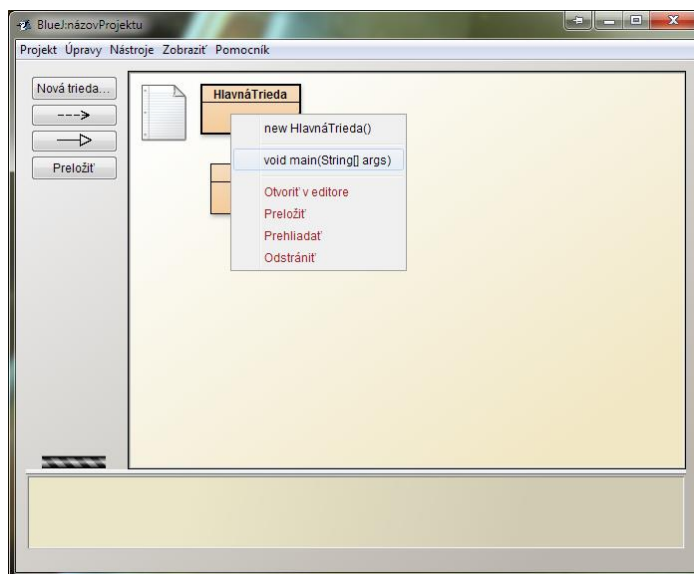 BlueJ:názovProjektu
Projekt Úpravy Nástroje Zobraziť Pomocník
Nová trieda...
Preložiť
HlavnáTrieda
new HlavnáTrieda()
void main(String[] args)
Otvoriť v editore
Preložiť
Prehliadať
Odstrániť